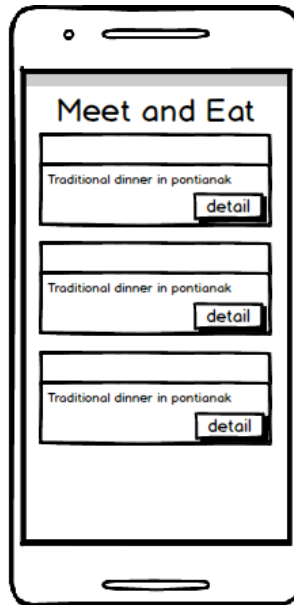 Meet and Eat
Traditional dinner in pontianak
detail
Traditional dinner in pontianak
detail
Traditional dinner in pontianak
detail